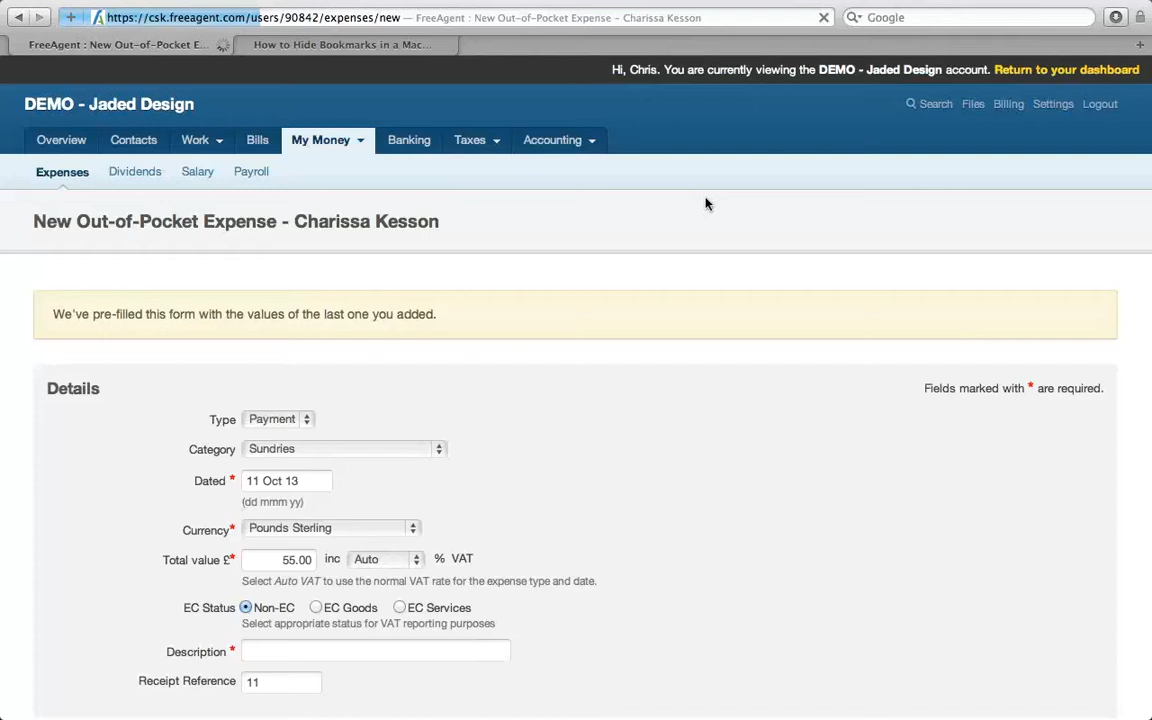 https://csk.freeagent.com/users/90842/expenses/new — FreeAgent : New Out-of-Pocket Expense - Charissa Kesson
Google
FreeAgent : New Out-of-Pocket E...
How to Hide Bookmarks in a Mac...
Hi, Chris. You are currently viewing the DEMO - Jaded Design account. Return to your dashboard
DEMO - Jaded Design
Search Files Billing Settings Logout
Overview Contacts Work Bills My Money Banking Taxes Accounting
Expenses Dividends Salary Payroll
New Out-of-Pocket Expense - Charissa Kesson
We've pre-filled this form with the values of the last one you added.
Details
Fields marked with * are required.
Type Payment
Category Sundries
Dated * 11 Oct 13
(dd mmm yy)
Currency* Pounds Sterling
Total value £* 55.00 inc Auto % VAT
Select Auto VAT to use the normal VAT rate for the expense type and date.
EC Status Non-EC EC Goods EC Services
Select appropriate status for VAT reporting purposes
Description *
Receipt Reference 11